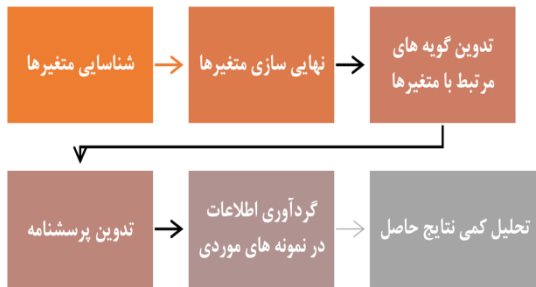 شناسایی متغیرها
نهایی سازی متغیرها
تدوین گویه های
مرتبط با متغیرها
تدوین پرسشنامه
گردآوری اطلاعات
در نمونه های موردی
تحلیل کمی نتایج حاصل